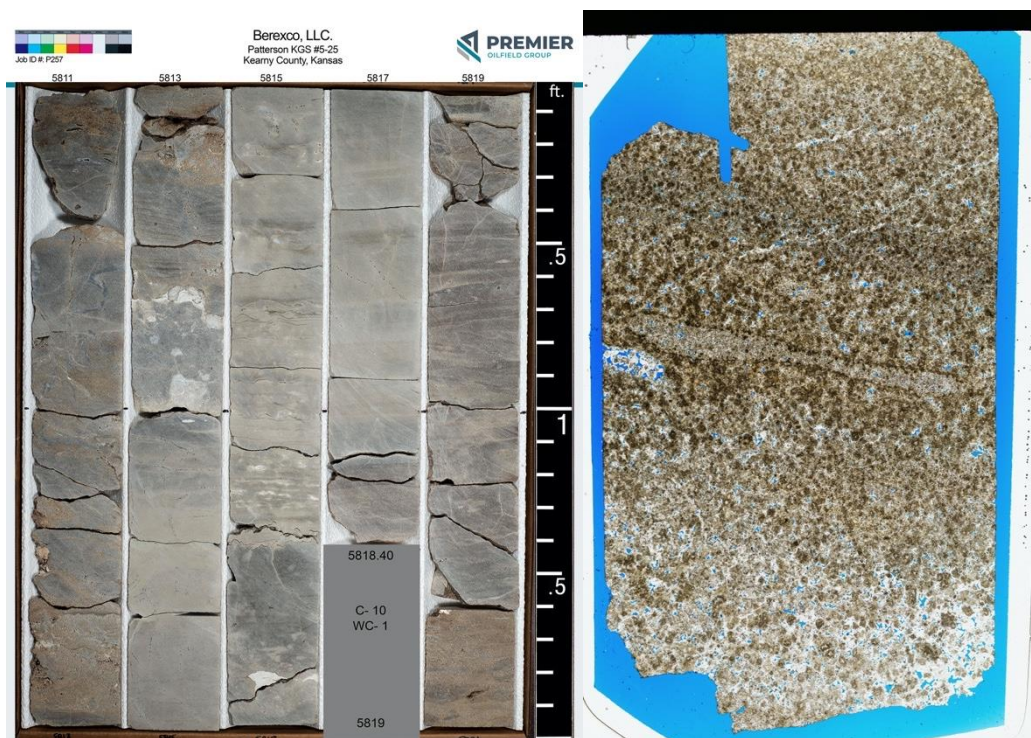 Berexco, LLC.
Patterson KGS #5-25
Kearny County, Kansas
Job ID #: P257
PREMIER
OILFIELD GROUP
5811
5813
5815
5817
5819
ft.
.5
1
.5
5818.40
C- 10
WC- 1
5819